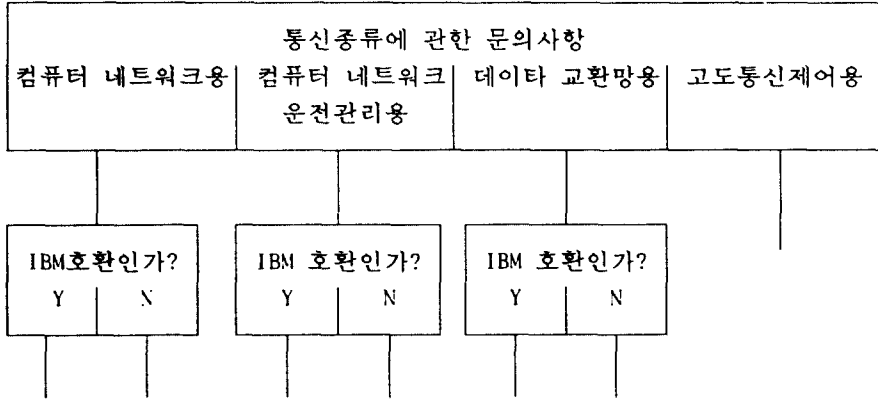 통신종류에 관한 문의사항
컴퓨터 네트워크용 컴퓨터 네트워크 데이타 교환망용 고도통신제어용
운전관리용
IBM호환인가? IBM 호환인가? IBM 호환인가?
Y N Y N Y N